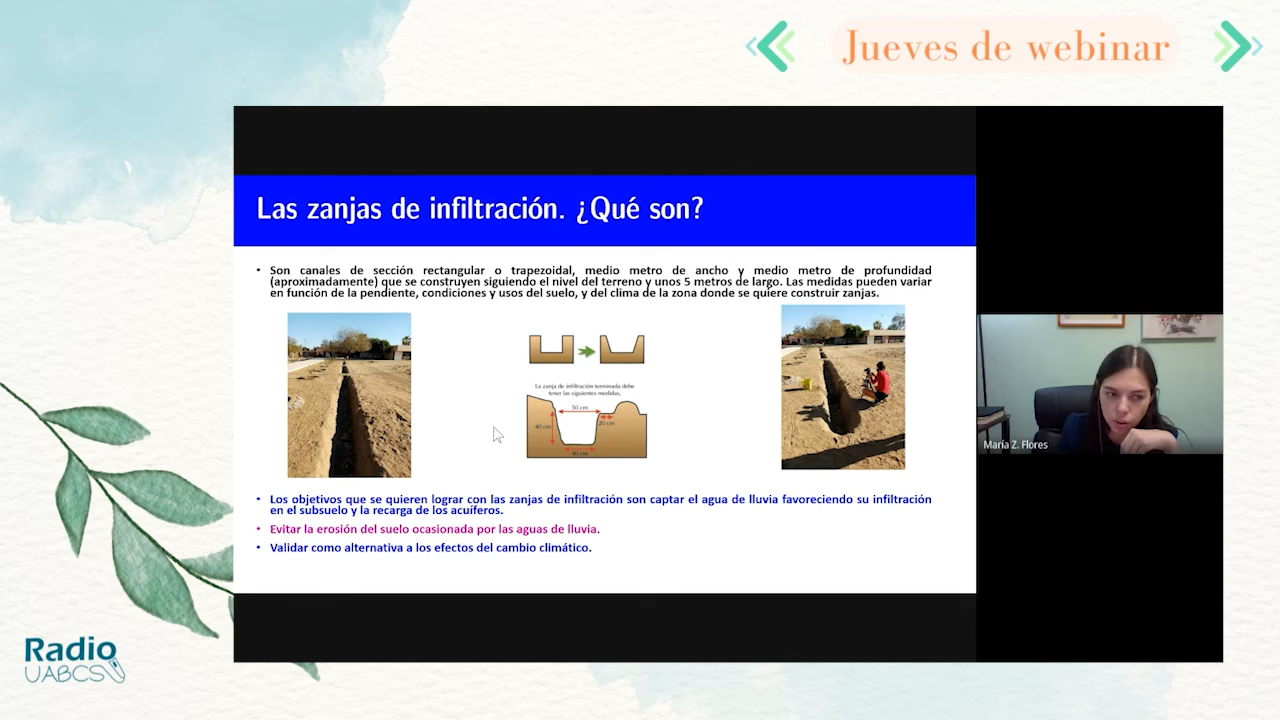 Jueves de webinar
Las zanjas de infiltración. ¿Qué son?
• Son canales de sección rectangular o trapezoidal, medio metro de ancho y medio metro de profundidad
(aproximadamente) que se construyen siguiendo el nivel del terreno y unos 5 metros de largo. Las medidas pueden variar
en función de la pendiente, condiciones y usos del suelo, y del clima de la zona donde se quiere construir zanjas.
La zanja de infiltración terminada debe
tener las siguientes medidas,
50 cm
40 cm
20 cm
40 cm
María Z. Flores
• Los objetivos que se quieren lograr con las zanjas de infiltración son captar el agua de lluvia favoreciendo su infiltración
en el subsuelo y la recarga de los acuíferos.
• Evitar la erosión del suelo ocasionada por las aguas de lluvia.
• Validar como alternativa a los efectos del cambio climático.
Radio
UABCS